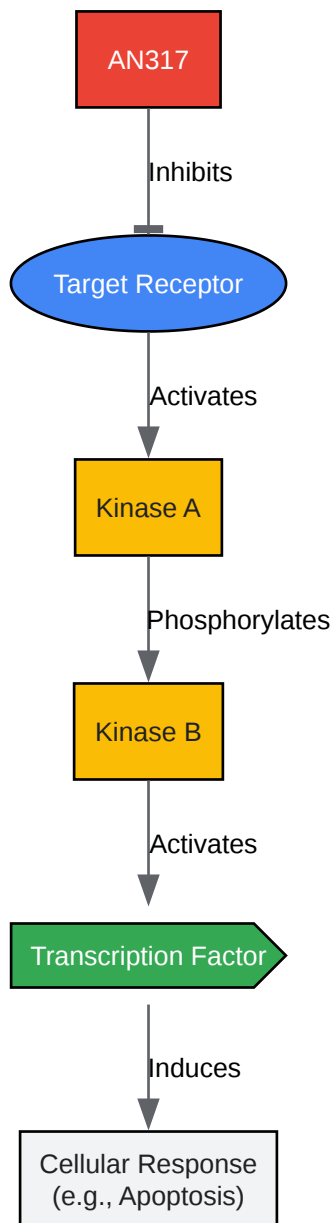 AN317
Inhibits
Target Receptor
Activates
Kinase A
Phosphorylates
Kinase B
Activates
Transcription Factor
Induces
Cellular Response
(e.g., Apoptosis)